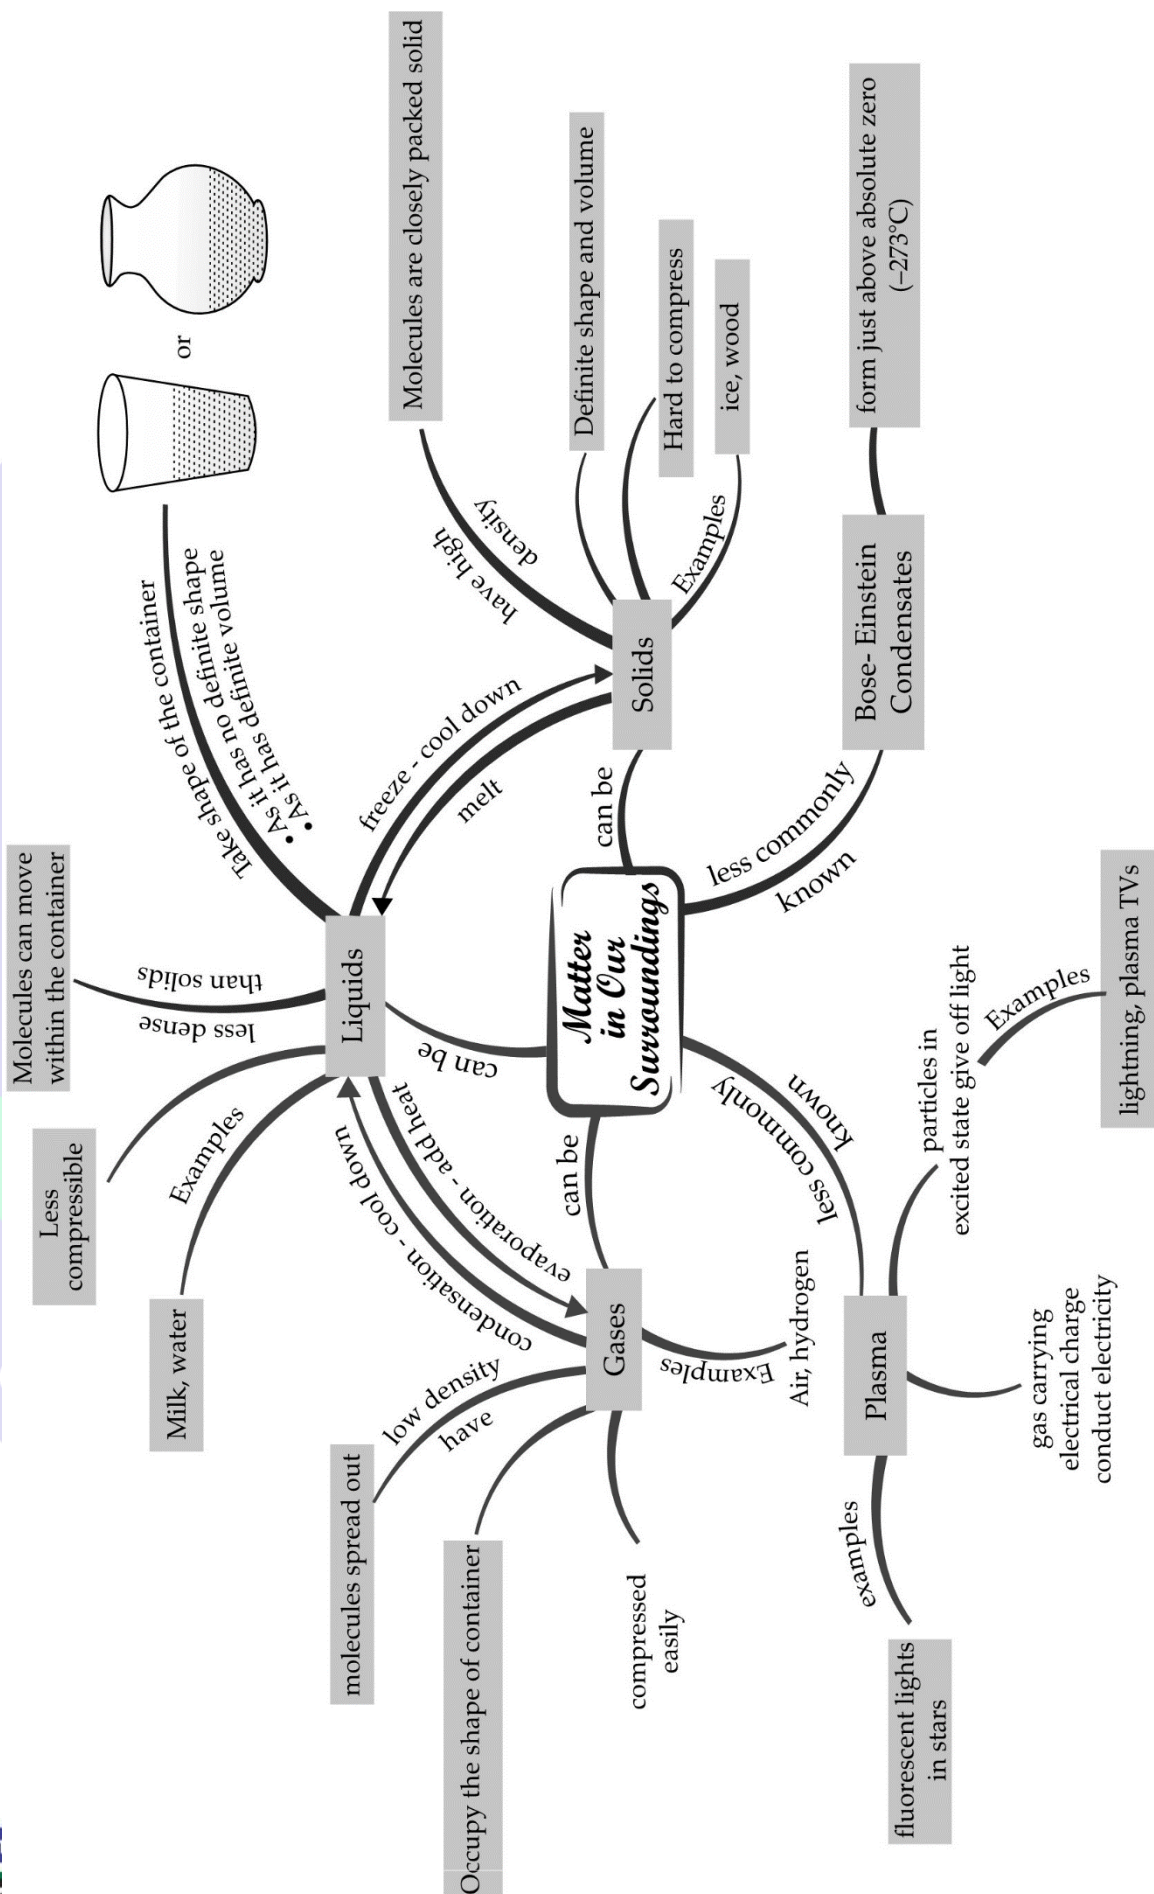 Matter
in Our
Surroundings
can be
Liquids
Take shape of the container
• As it has no definite shape
• As it has definite volume
or
less dense
than solids
Molecules can move
within the container
Less
compressible
Examples
Milk, water
freeze - cool down
melt
can be
Solids
have high
density
Molecules are closely packed solid
Definite shape and volume
Hard to compress
Examples
ice, wood
less commonly
known
Bose- Einstein
Condensates
form just above absolute zero
(–273°C)
can be
Gases
condensation - cool down
evaporation - add heat
low density
have
molecules spread out
Occupy the shape of container
compressed
easily
Examples
Air, hydrogen
less commonly
known
Plasma
particles in
excited state give off light
Examples
lightning, plasma TVs
gas carrying
electrical charge
conduct electricity
examples
fluorescent lights
in stars